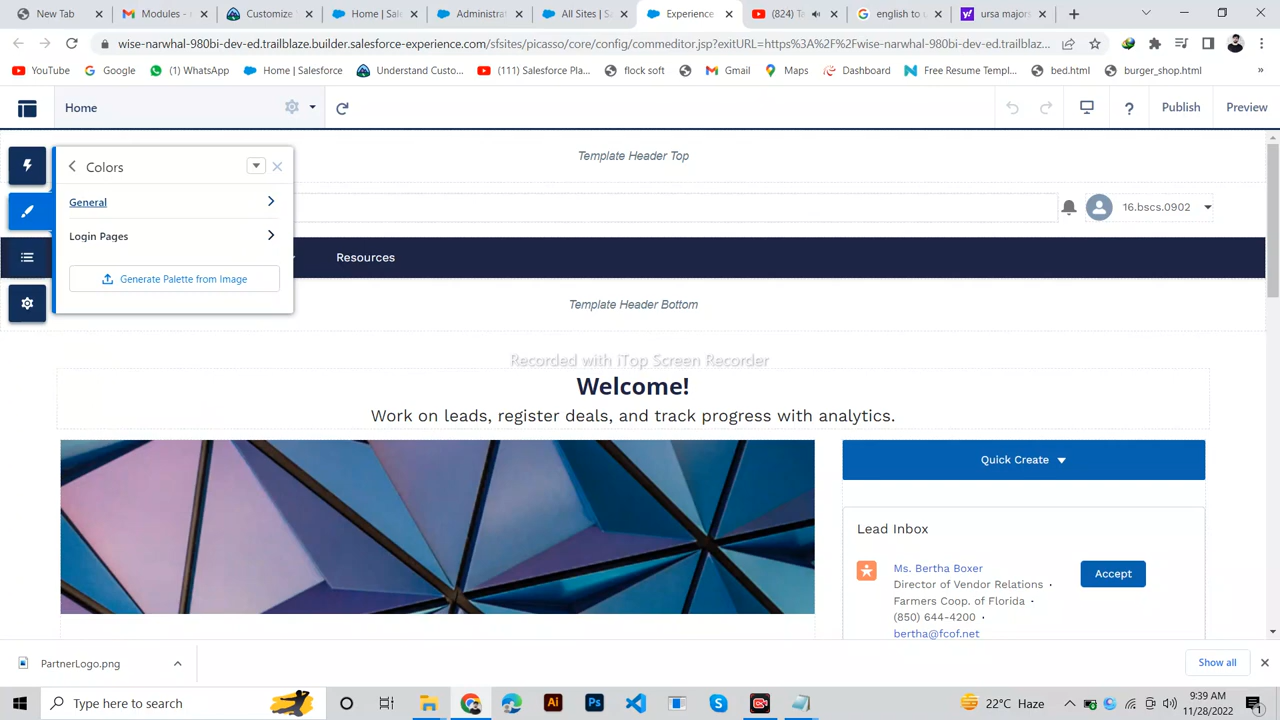 New Tab
Modules -
Customize
Home | Sale
Administrat
All Sites | S
Experience
(824) Te
english to u
ursa majors
wise-narwhal-980bi-dev-ed.trailblaze.builder.salesforce-experience.com/sfsites/picasso/core/config/commeditor.jsp?exitURL=https%3A%2F%2Fwise-narwhal-980bi-dev-ed.trailblaze...
YouTube
Google
(1) WhatsApp
Home | Salesforce
Understand Custo...
(111) Salesforce Pla...
flock soft
Gmail
Maps
Dashboard
Free Resume Templ...
bed.html
burger_shop.html
»
Home
?
Publish
Preview
Template Header Top
Colors
General
Login Pages
Generate Palette from Image
16.bscs.0902
Resources
Template Header Bottom
Recorded with iTop Screen Recorder
Welcome!
Work on leads, register deals, and track progress with analytics.
Quick Create
Lead Inbox
Ms. Bertha Boxer
Director of Vendor Relations ·
Farmers Coop. of Florida ·
(850) 644-4200 ·
bertha@fcof.net
Accept
PartnerLogo.png
Show all
Type here to search
Ai
Ps
22°C Haze
9:39 AM
11/28/2022
1